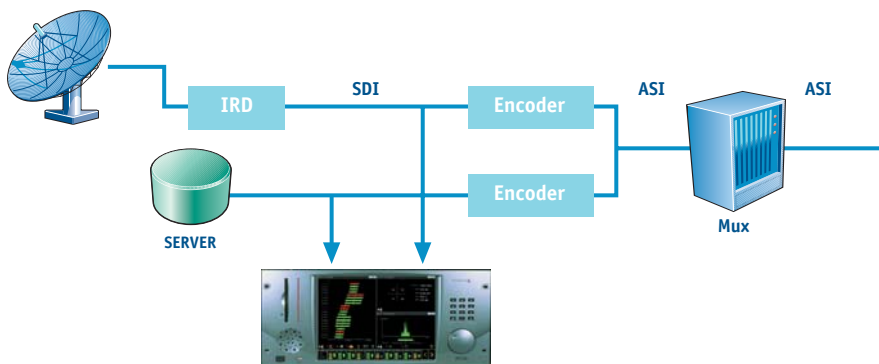 IRD
SDI
Encoder
ASI
ASI
Encoder
SERVER
Mux